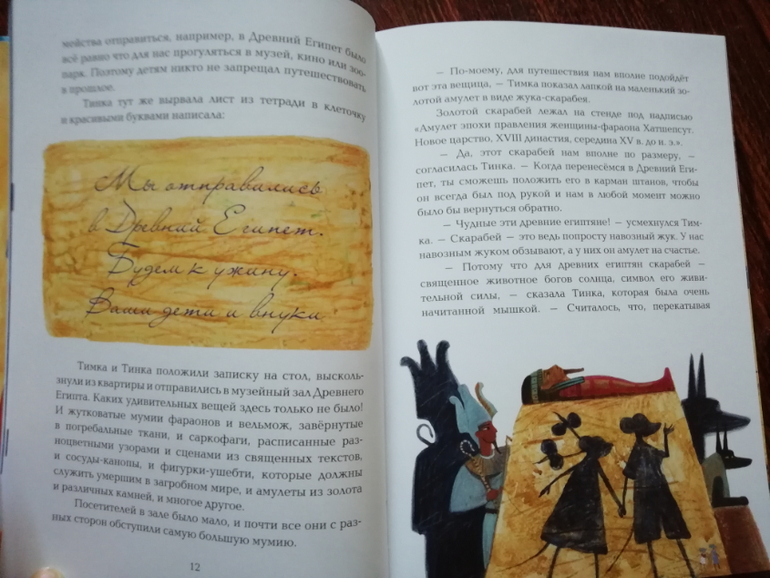 мейства отправиться, например, в Древний Египет было
всё равно что для нас прогуляться в музей, кино или зоо-
парк. Поэтому детям никто не запрещал путешествовать
в прошлое.
Тинка тут же вырвала лист из тетради в клеточку
и красивыми буквами написала:
Мы отправились
в Древний Египет.
Будем к ужину.
Ваши дети и внуки
Тимка и Тинка положили записку на стол, высколь-
знули из квартиры и отправились в музейный зал Древнего
Египта. Каких удивительных вещей здесь только не было!
И жутковатые мумии фараонов и вельмож, завёрнутые
в погребальные ткани, и саркофаги, расписанные раз-
ноцветными узорами и сценами из священных текстов,
и сосуды-канопы, и фигурки-ушебти, которые должны
служить умершим в загробном мире, и амулеты из золота
и различных камней, и многое другое.
Посетителей в зале было мало, и почти все они с раз-
ных сторон обступили самую большую мумию.
12
— По-моему, для путешествия нам вполне подойдёт
вот эта вещица, — Тимка показал лапкой на маленький зо-
лотой амулет в виде жука-скарабея.
Золотой скарабей лежал на стенде под надписью
«Амулет эпохи правления женщины-фараона Хатшепсут.
Новое царство, XVIII династия, середина XV в. до н. э.».
— Да, этот скарабей нам вполне по размеру, —
согласилась Тинка. — Когда перенесёмся в Древний Еги-
пет, ты сможешь положить его в карман штанов, чтобы
он всегда был под рукой и нам в любой момент можно
было бы вернуться обратно.
— Чудные эти древние египтяне! — усмехнулся Тим-
ка. — Скарабей — это ведь попросту навозный жук. У нас
навозным жуком обзывают, а у них он амулет на счастье.
— Потому что для древних египтян скарабей —
священное животное богов солнца, символ его живи-
тельной силы, — сказала Тинка, которая была очень
начитанной мышкой. — Считалось, что, перекатывая